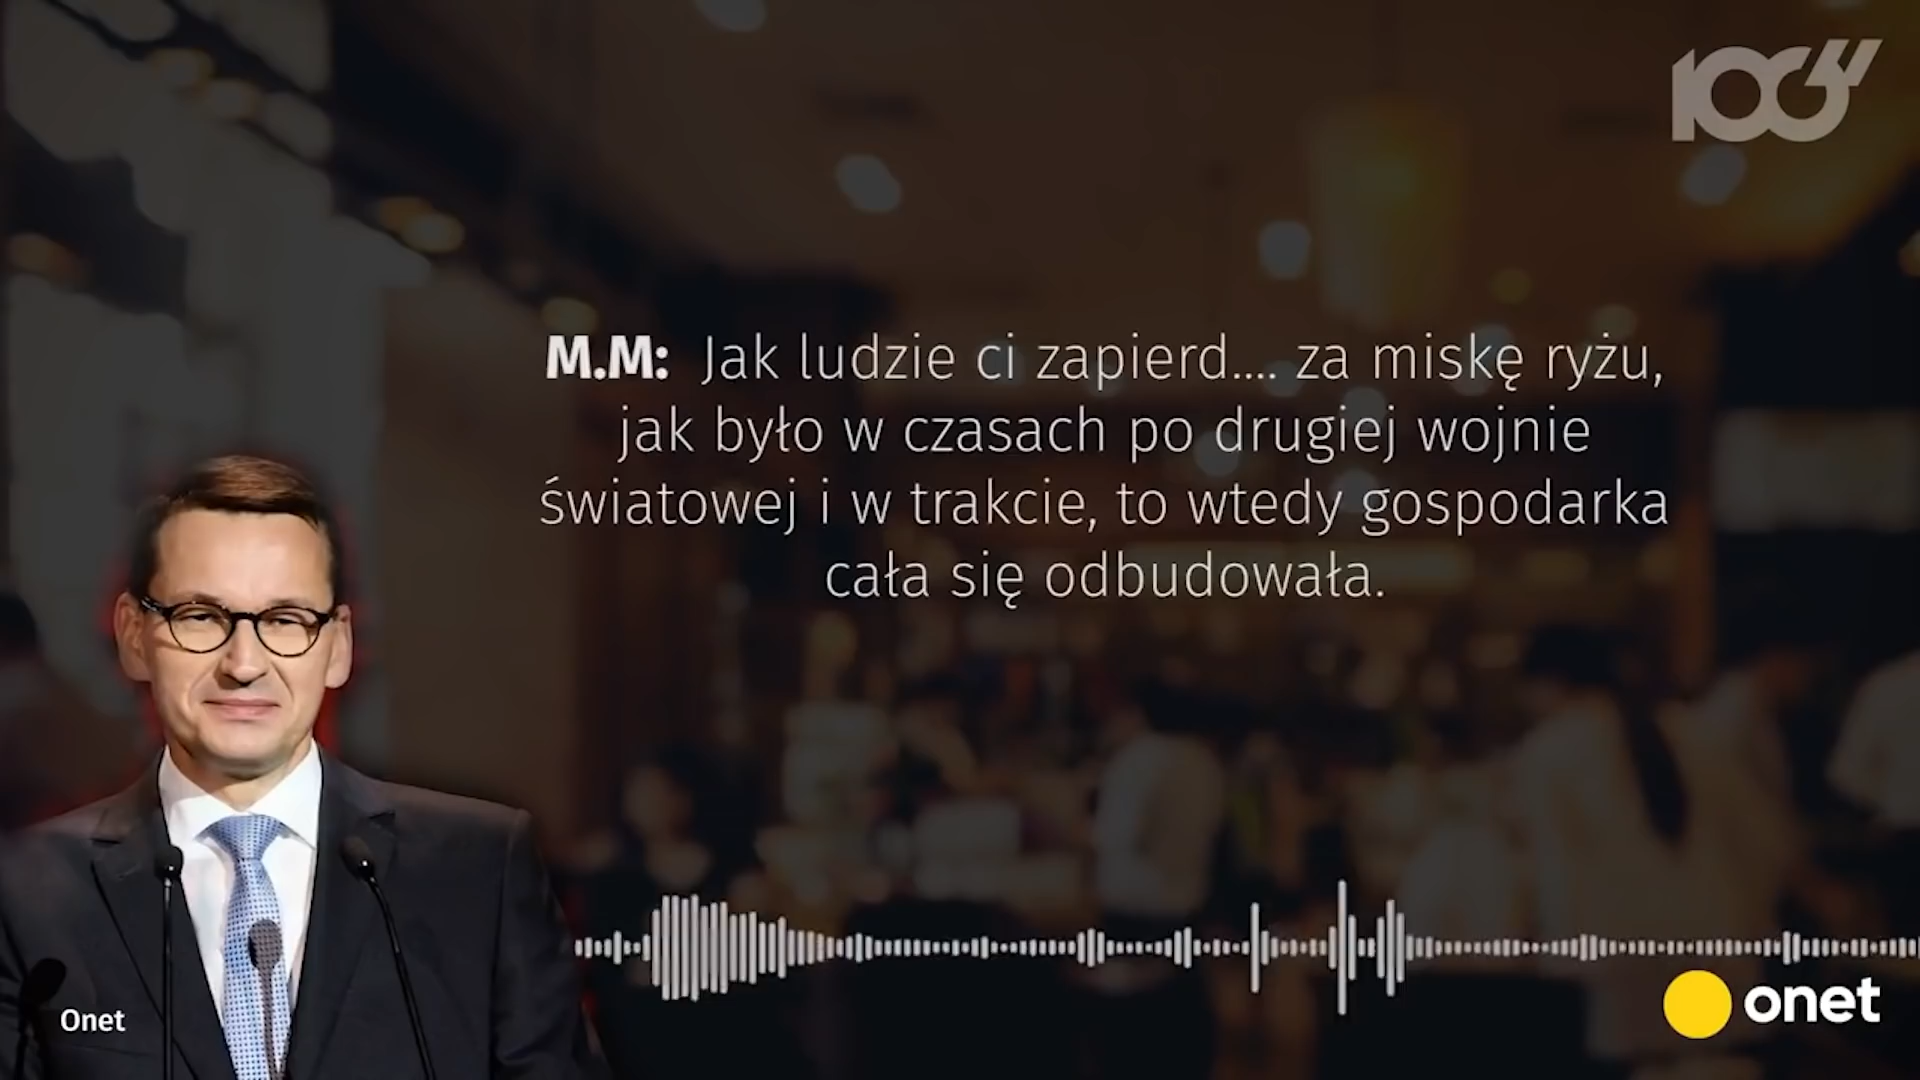 100
M.M: Jak ludzie ci zapierd.... za miskę ryżu,
jak było w czasach po drugiej wojnie
światowej i w trakcie, to wtedy gospodarka
cała się odbudowała.
Onet
onet